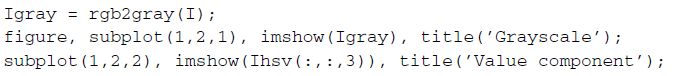 Igray = rgb2gray(I);
figure, subplot(1,2,1), imshow(Igray), title(’Grayscale’);
subplot(1,2,2), imshow(Ihsv(:,:,3)), title(’Value component’);